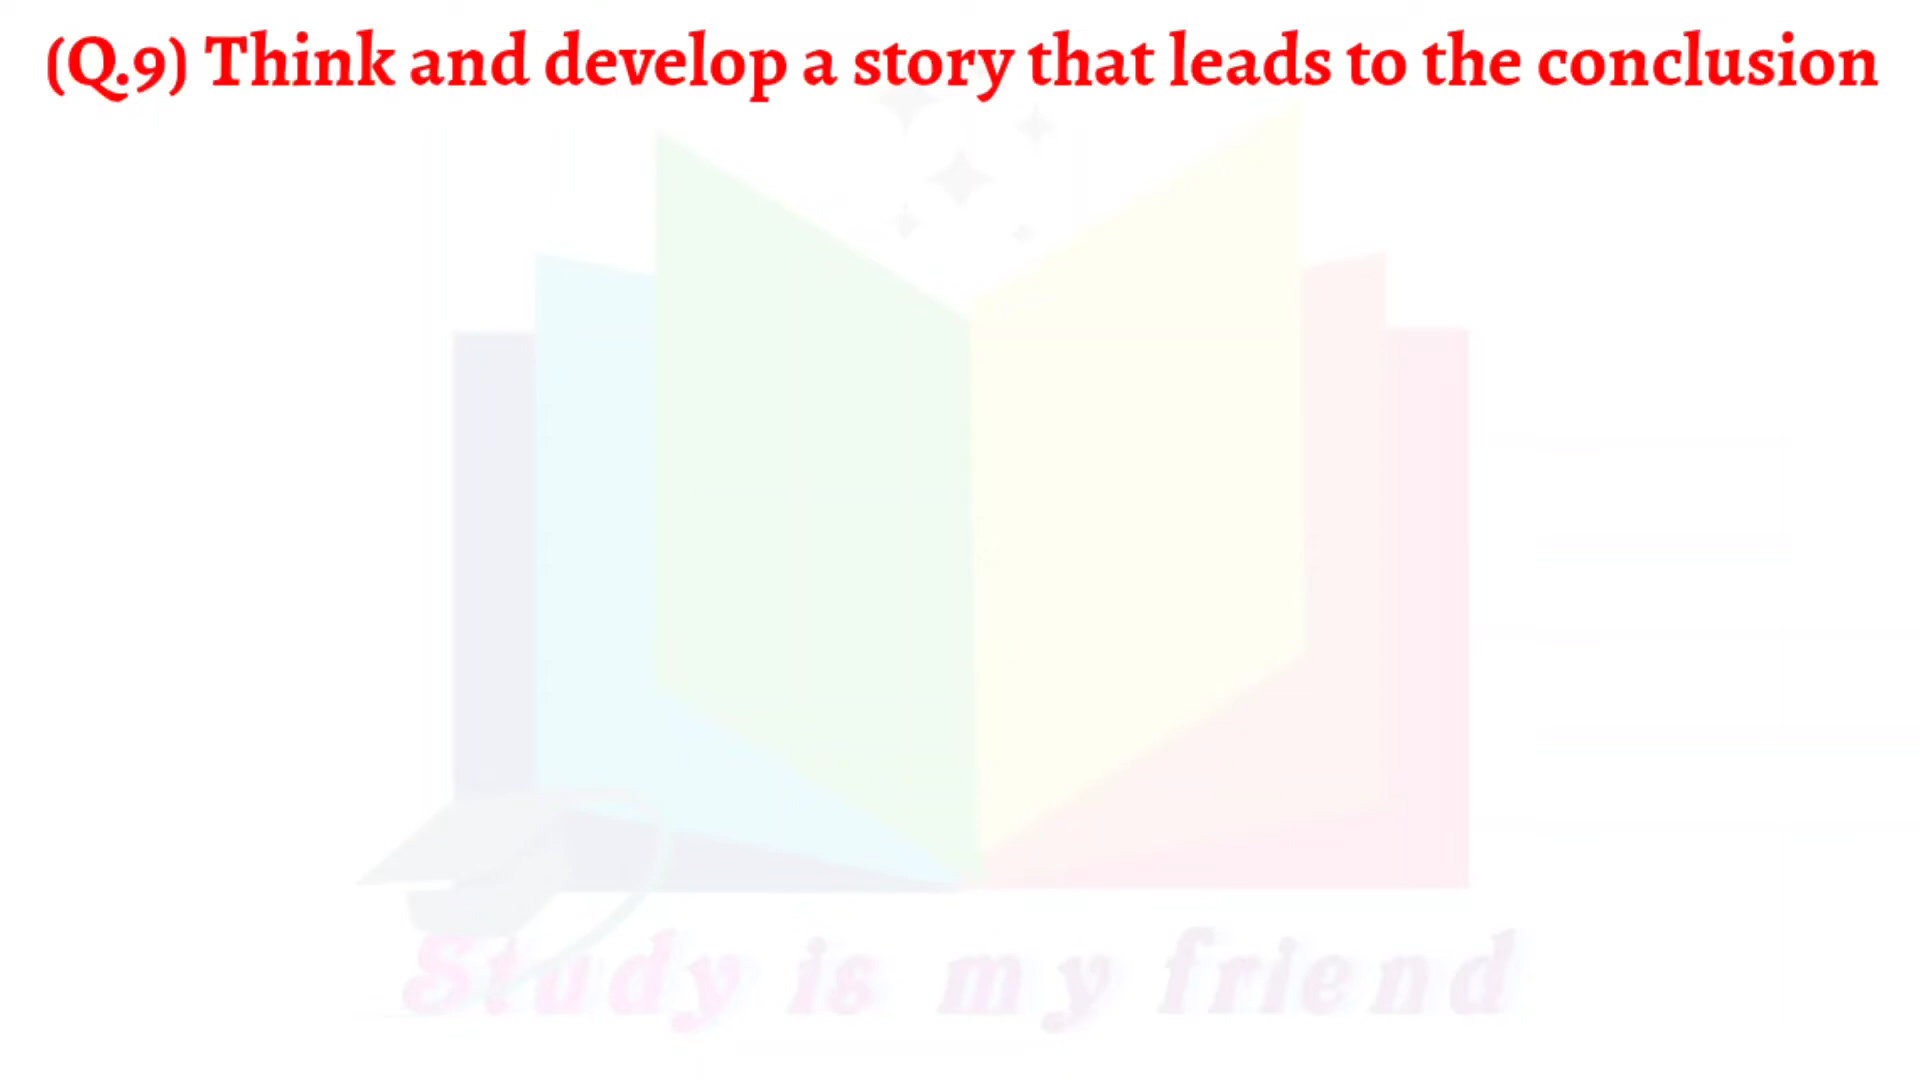 (Q.9) Think and develop a story that leads to the conclusion
Study is my friend